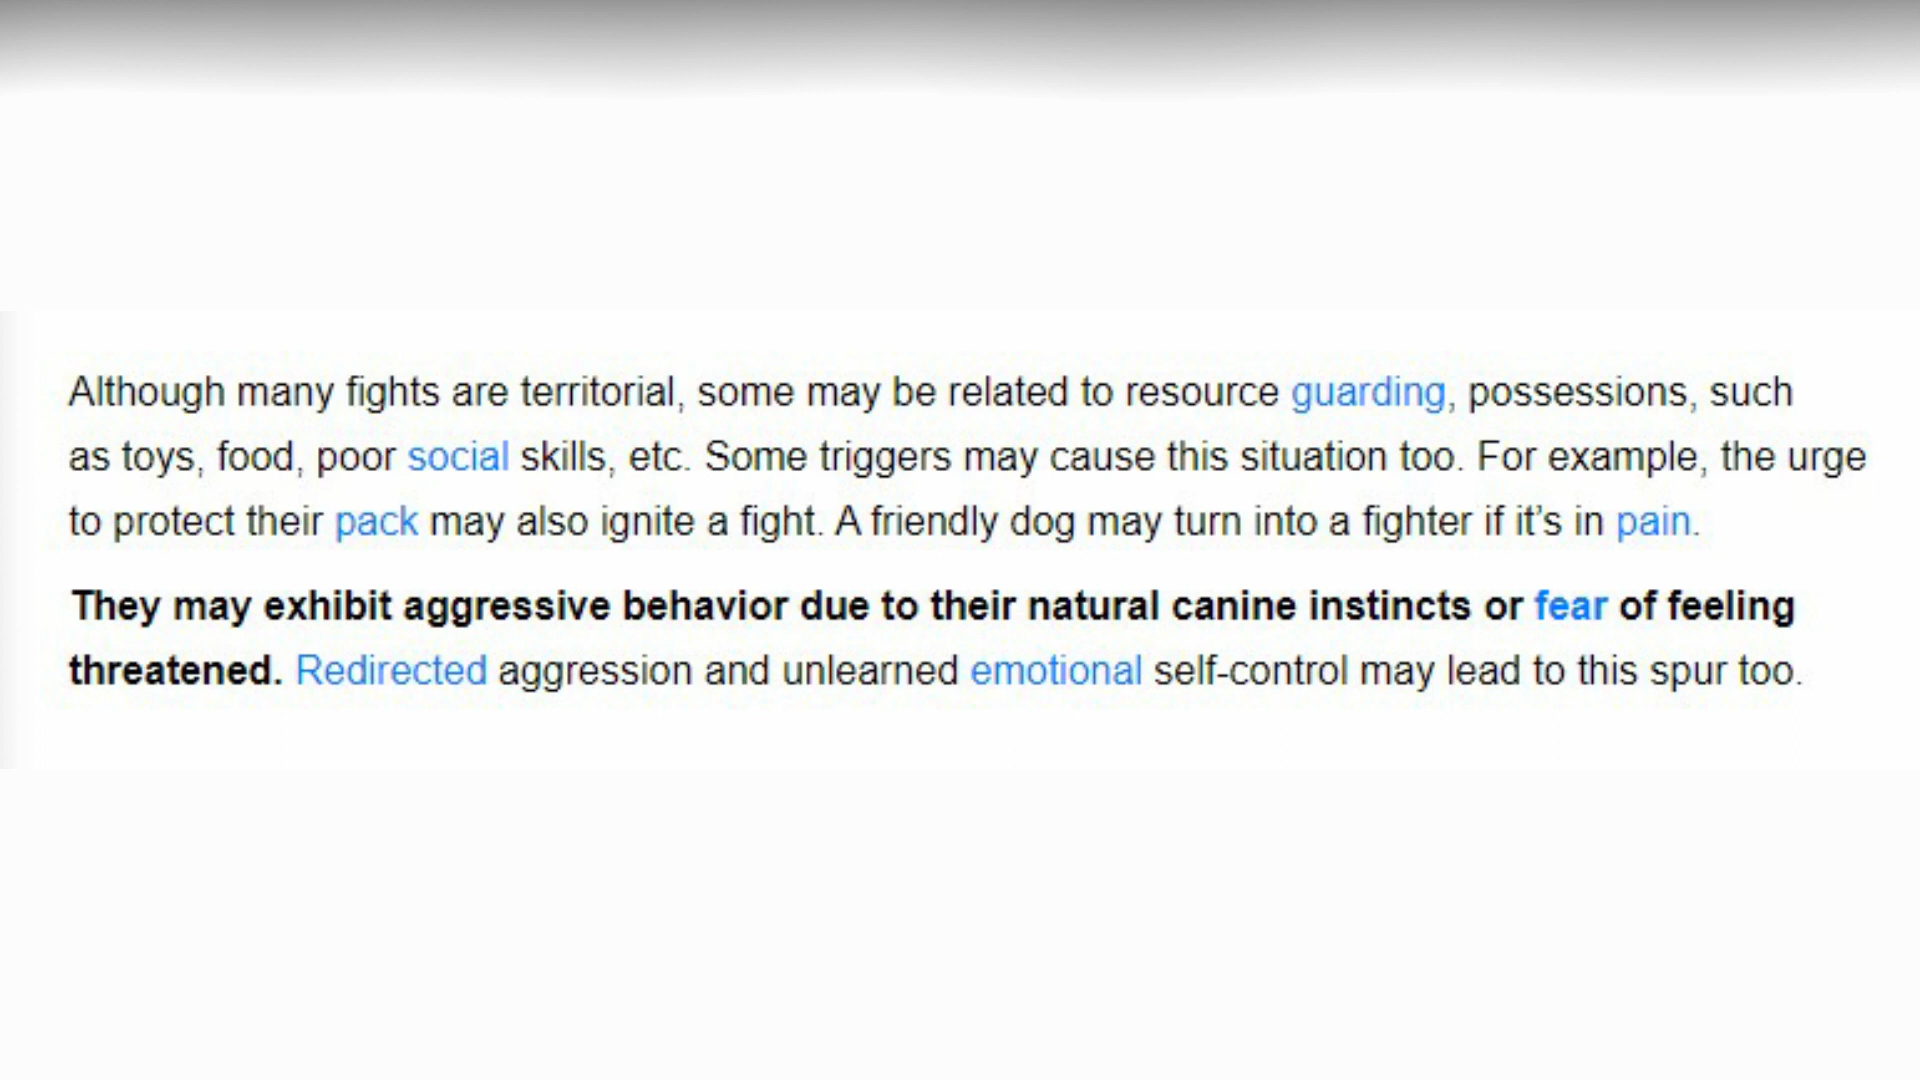 Although many fights are territorial, some may be related to resource guarding, possessions, such
as toys, food, poor social skills, etc. Some triggers may cause this situation too. For example, the urge
to protect their pack may also ignite a fight. A friendly dog may turn into a fighter if it’s in pain.
They may exhibit aggressive behavior due to their natural canine instincts or fear of feeling
threatened. Redirected aggression and unlearned emotional self-control may lead to this spur too.